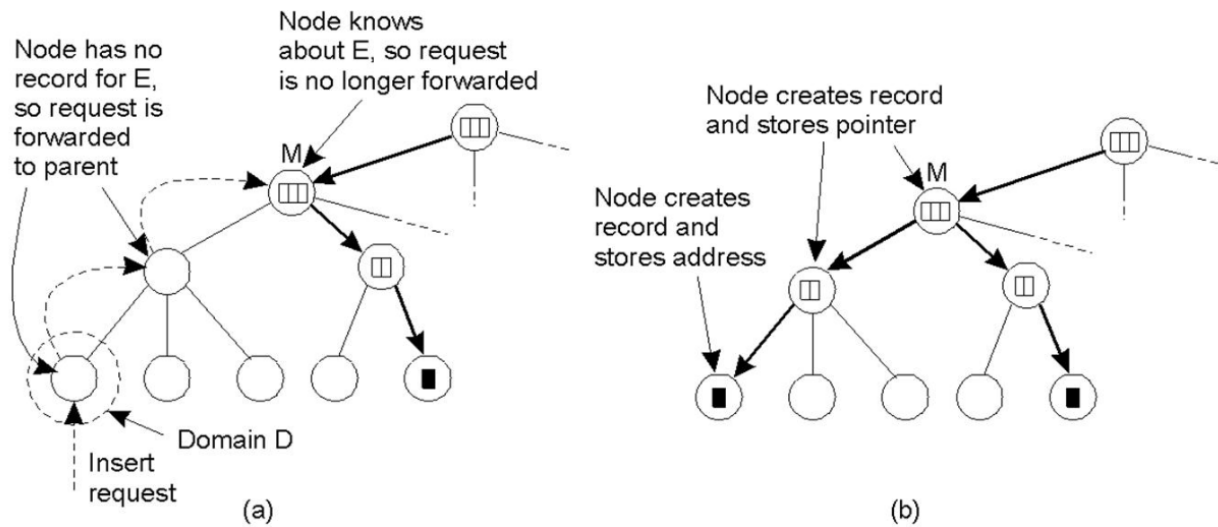 Node has no
record for E,
so request is
forwarded
to parent
Node knows
about E, so request
is no longer forwarded
M
Domain D
Insert
request
(a)
Node creates record
and stores pointer
M
Node creates
record and
stores address
(b)